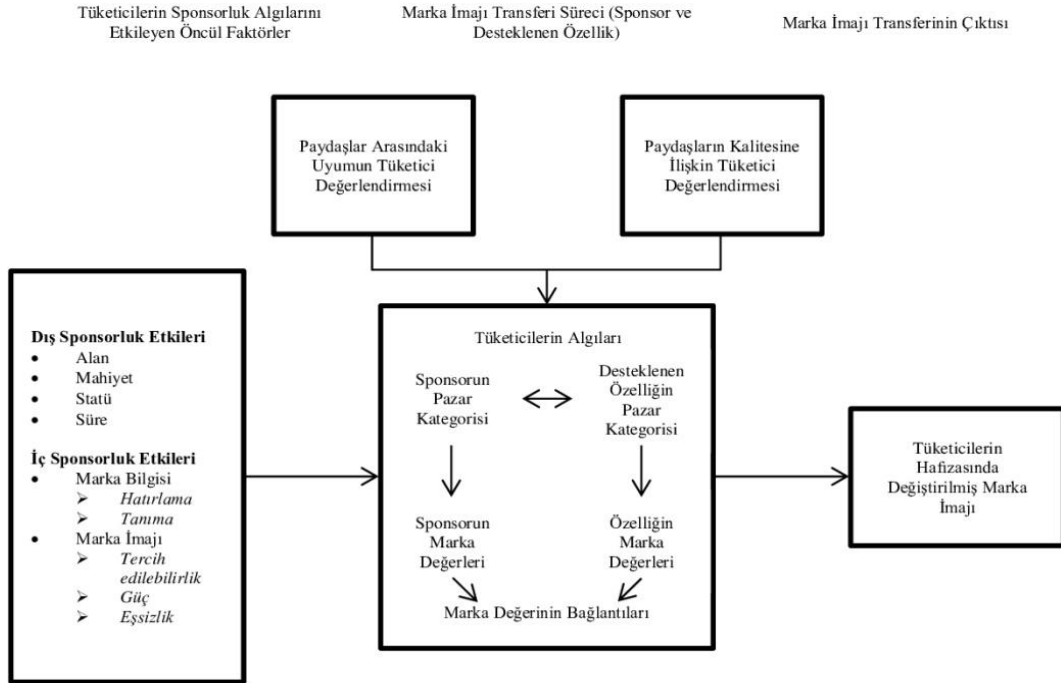 Tüketicilerin Sponsorluk Algılarını
Etkileyen Öncül Faktörler
Marka İmajı Transferi Süreci (Sponsor ve
Desteklenen Özellik)
Marka İmajı Transferinin Çıktısı
Paydaşlar Arasındaki
Uyumun Tüketici
Değerlendirmesi
Paydaşların Kalitesine
İlişkin Tüketici
Değerlendirmesi
Dış Sponsorluk Etkileri
• Alan
• Mahiyet
• Statü
• Süre
İç Sponsorluk Etkileri
• Marka Bilgisi
➢ Hatırlama
➢ Tanıma
• Marka İmajı
➢ Tercih
edilebilirlik
➢ Güç
➢ Eşsizlik
Tüketicilerin Algıları
Sponsorun
Pazar
Kategorisi
Desteklenen
Özelliğin
Pazar
Kategorisi
Sponsorun
Marka
Değerleri
Özelliğin
Marka
Değerleri
Marka Değerinin Bağlantıları
Tüketicilerin
Hafızasında
Değiştirilmiş Marka
İmajı